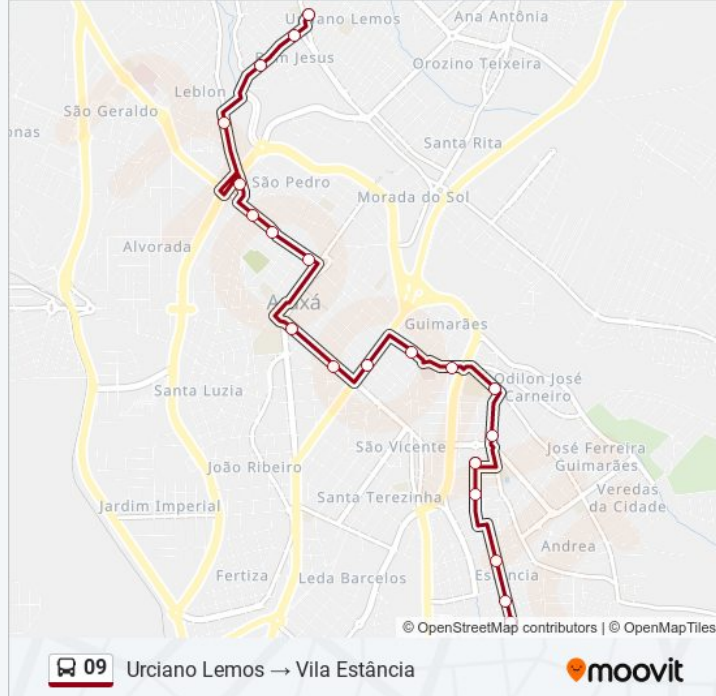 Urciano Lemos
Ana Antônia
Bom Jesus
Orozino Teixeira
Leblon
São Geraldo
onas
Santa Rita
São Pedro
Morada do Sol
Alvorada
Araxá
Guimarães
Odilon José
Carneiro
Santa Luzia
São Vicente
José Ferreira
Guimarães
João Ribeiro
Veredas
da Cidade
Santa Terezinha
Jardim Imperial
Andrea
Fertiza
Leda Barcelos
Estância
© OpenStreetMap contributors | © OpenMapTiles
09 Urciano Lemos → Vila Estância
moovit